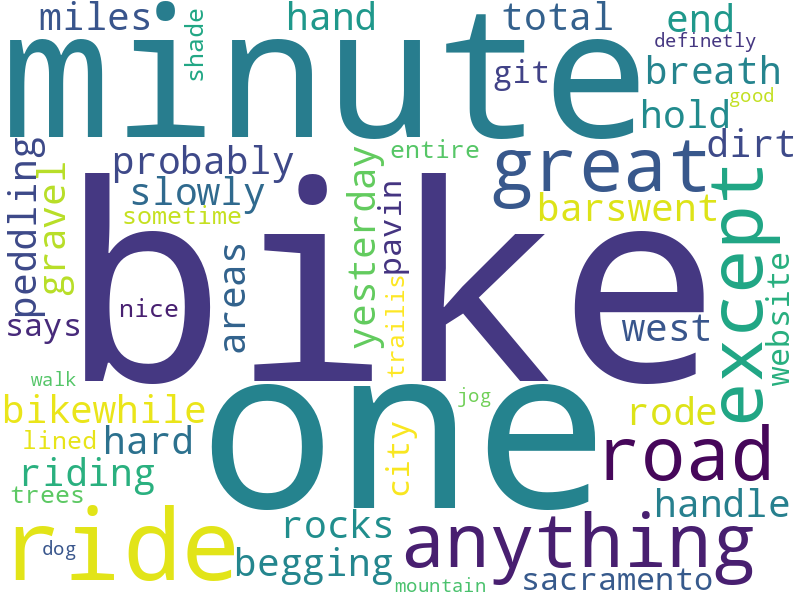 miles
shade
hand
total
end
definetly
minute
git
breath
good
hold
dirt
peddling
gravel
probably
slowly
sometime
yesterday
entire
pavin
great
barswent
except
website
bike
areas
says
nice
trailis
west
walk
bikewhile
lined
hard
riding
trees
one
jog
city
rode
road
handle
ride
dog
rocks
begging
anything
mountain
sacramento